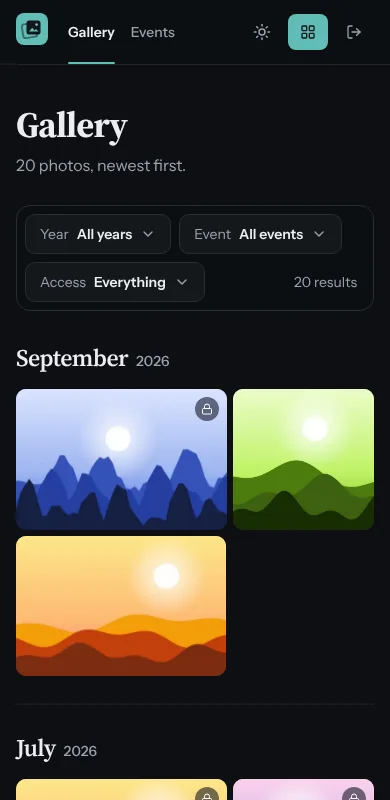 Gallery Events
Gallery
20 photos, newest first.
Year All years Event All events
Access Everything 20 results
September 2026
July 2026